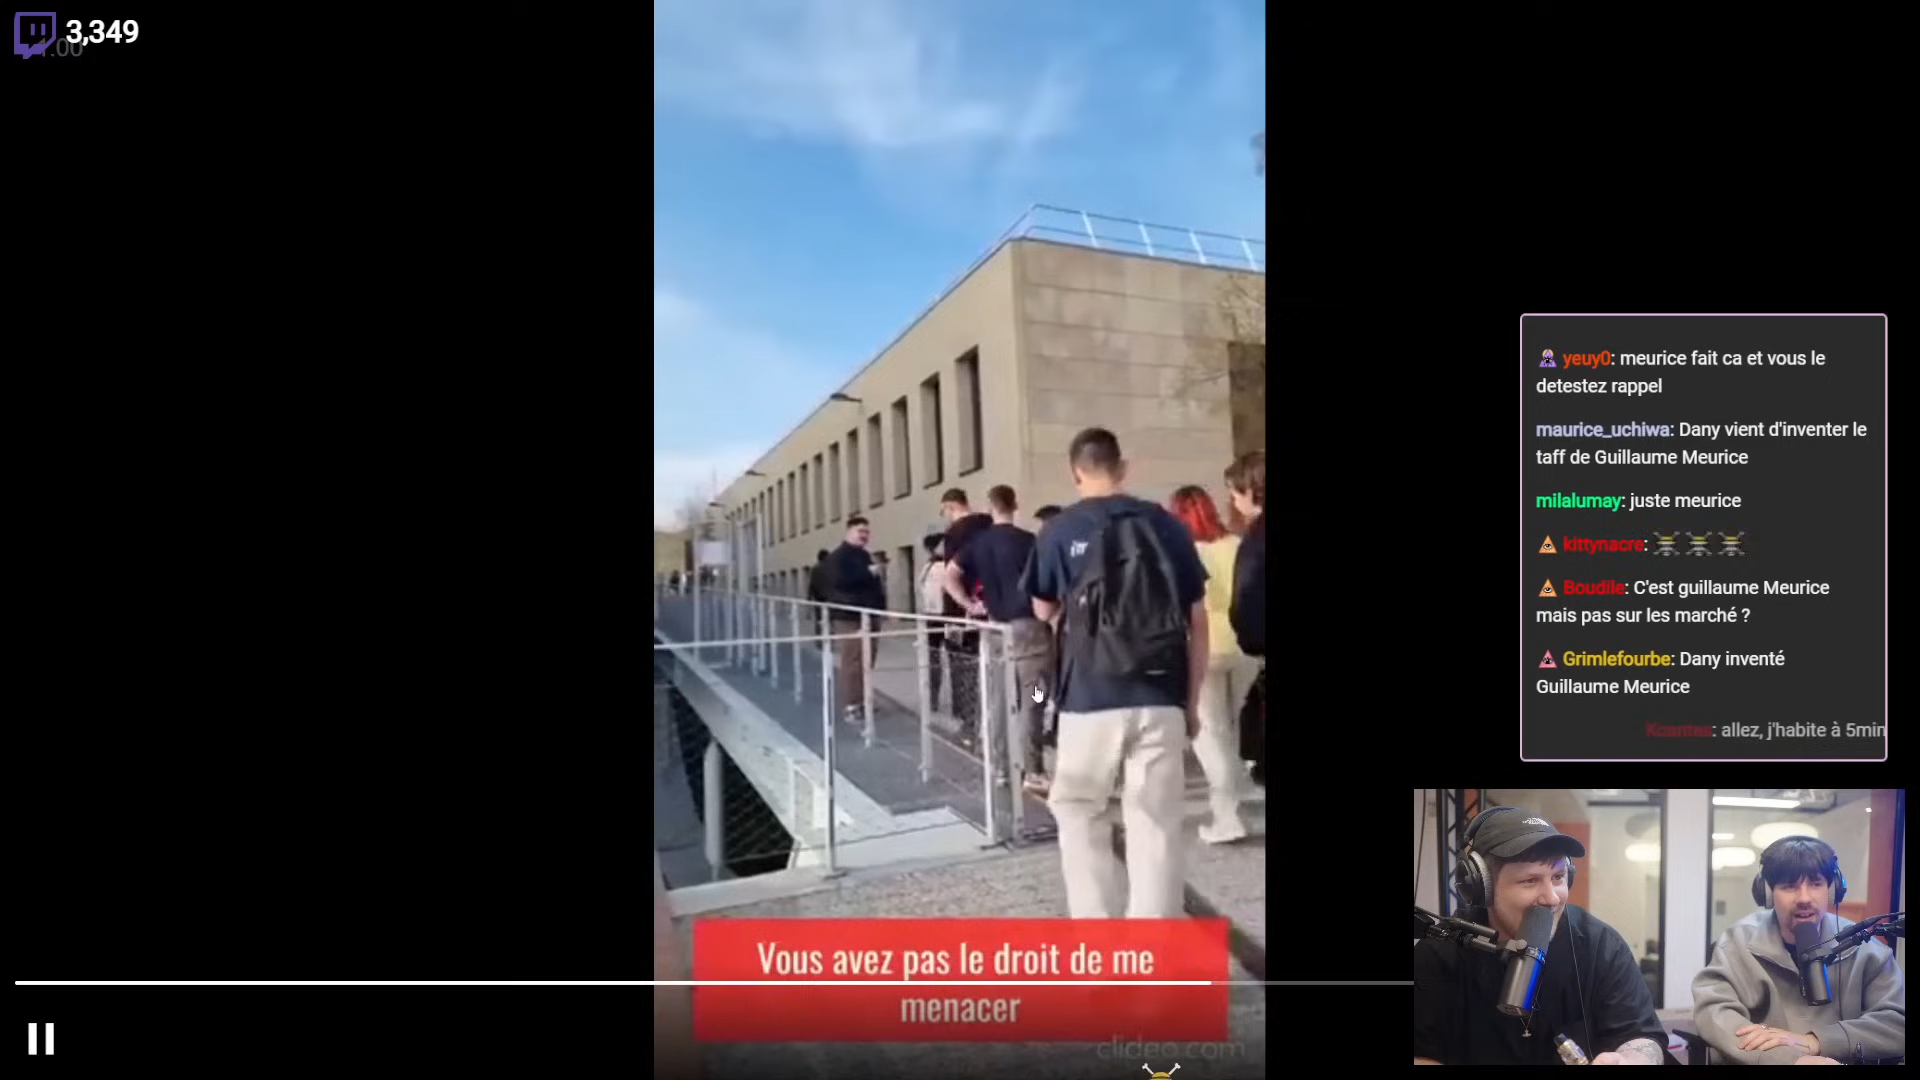 3,349
1:00
yeuy0: meurice fait ca et vous le
detestez rappel
maurice_uchiwa: Dany vient d'inventer le
taff de Guillaume Meurice
milalumay: juste meurice
kittynacre:
Boudile: C'est guillaume Meurice
mais pas sur les marché ?
Grimlefourbe: Dany inventé
Guillaume Meurice
: allez, j'habite à 5min
Vous avez pas le droit de me
menacer
clideo.com